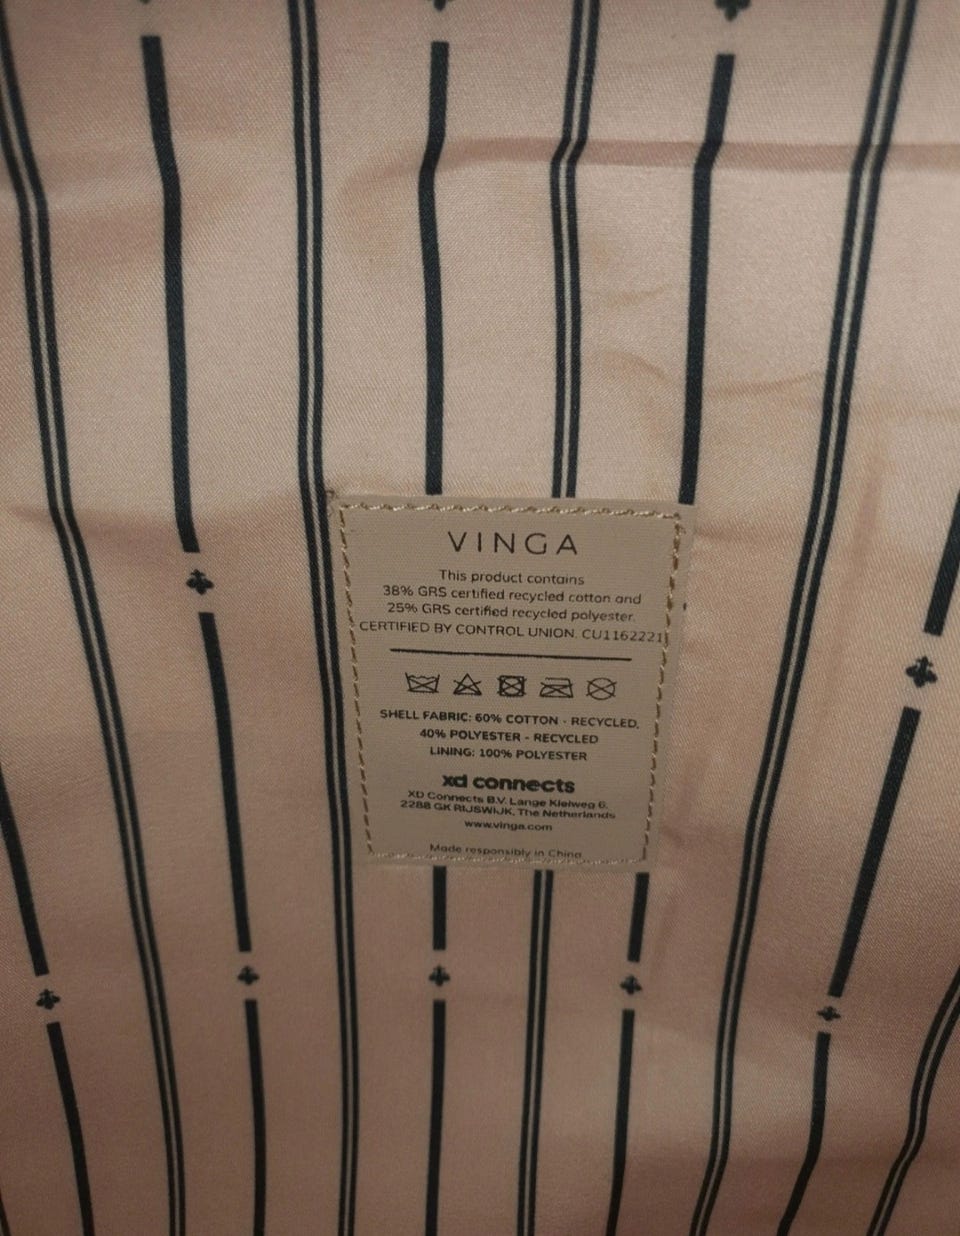 VINGA
This product contains
38% GRS certified recycled cotton and
25% GRS certified recycled polyester.
CERTIFIED BY CONTROL UNION. CU1162221
SHELL FABRIC: 60% COTTON - RECYCLED,
40% POLYESTER - RECYCLED
LINING: 100% POLYESTER
xd connects
XD Connects B.V. Lange Kleiweg 6,
2288 GK RIJSWIJK, The Netherlands
www.vinga.com
Made responsibly in China